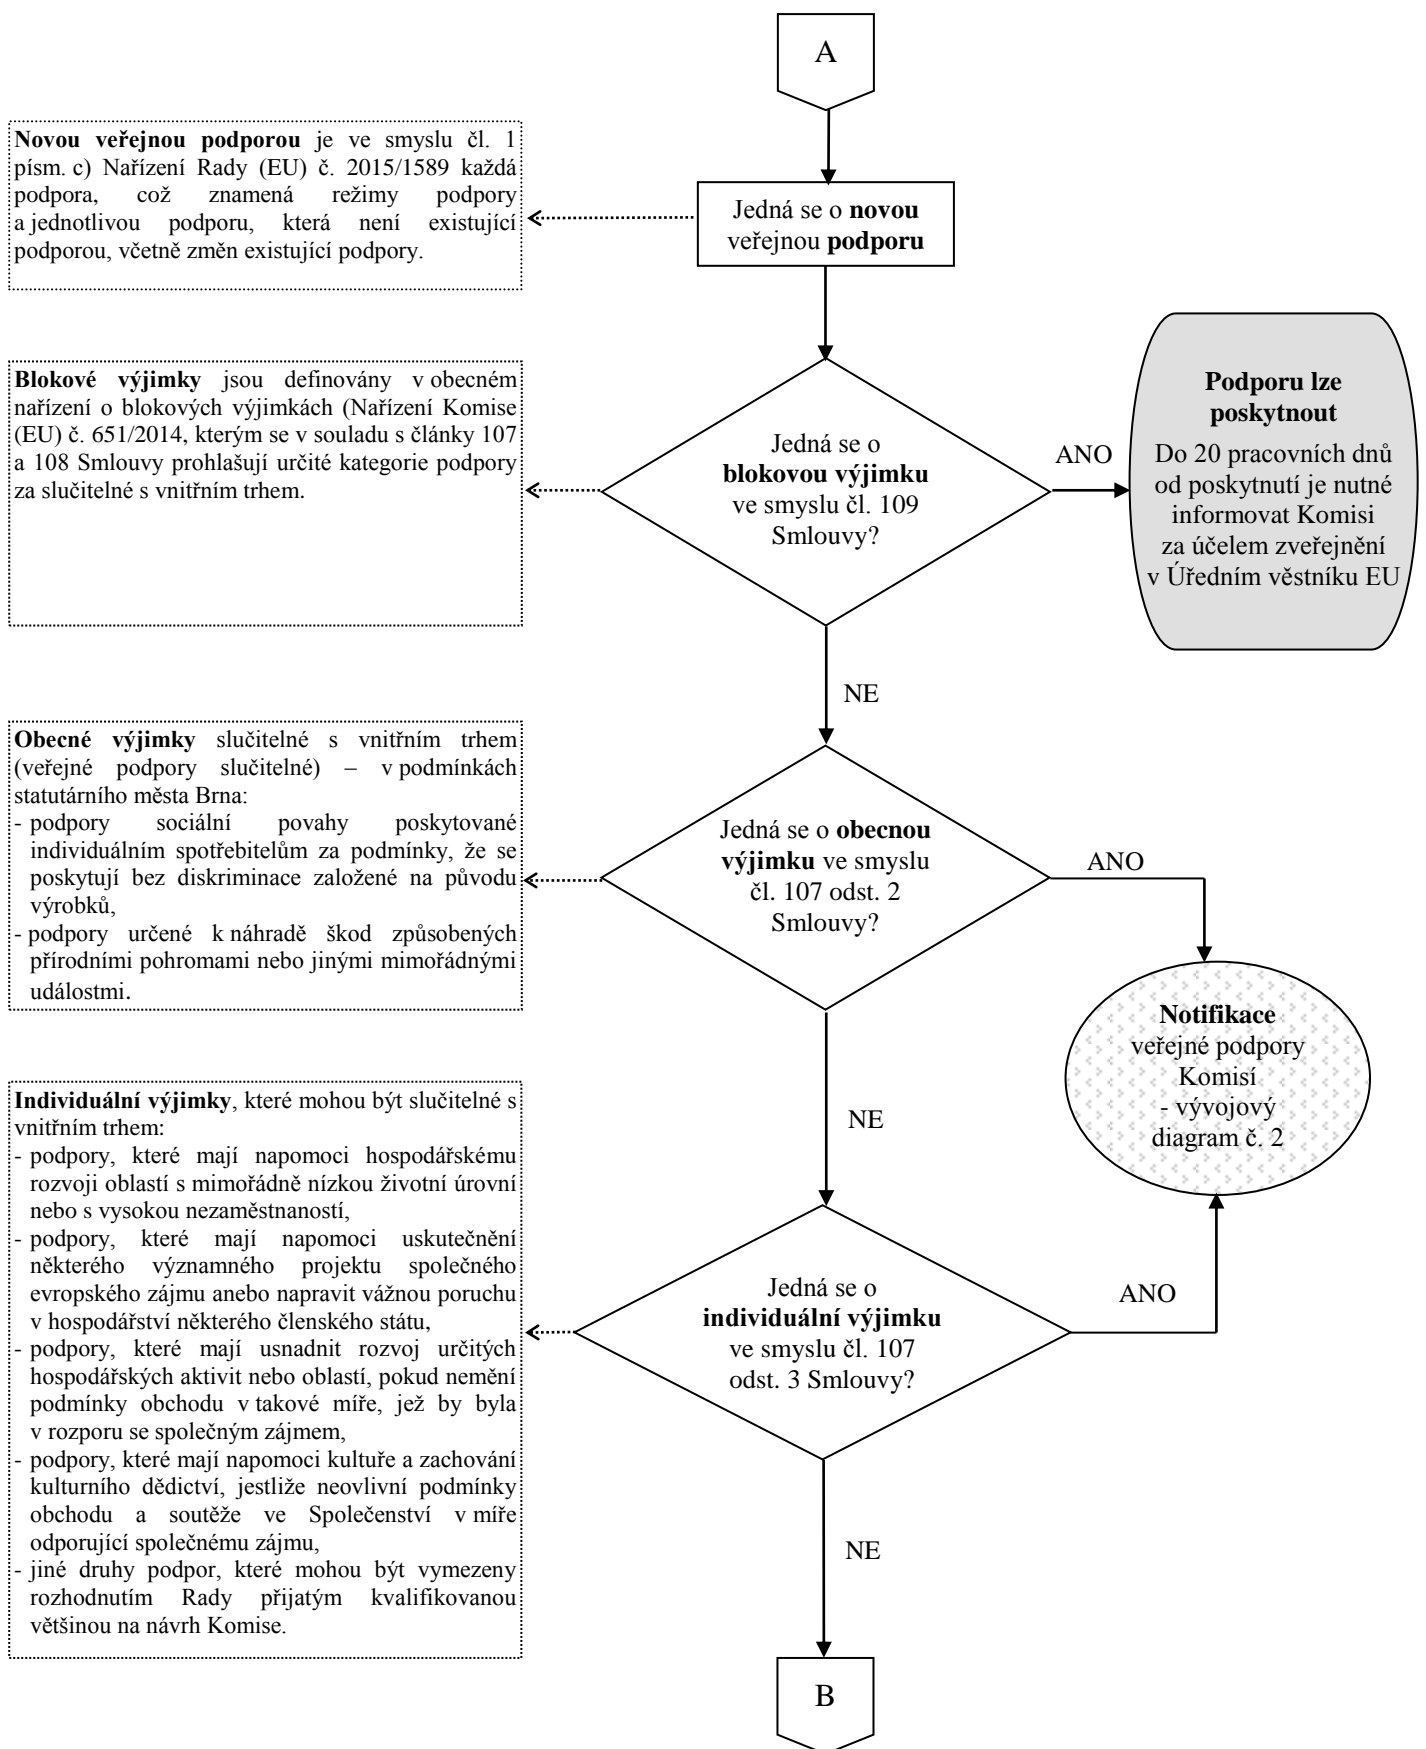 A
Novou veřejnou podporou je ve smyslu čl. 1
písm. c) Nařízení Rady (EU) č. 2015/1589 každá
podpora, což znamená režimy podpory
a jednotlivou podporu, která není existující
podporou, včetně změn existující podpory.
Jedná se o novou
veřejnou podporu
Blokové výjimky jsou definovány v obecném
nařízení o blokových výjimkách (Nařízení Komise
(EU) č. 651/2014, kterým se v souladu s články 107
a 108 Smlouvy prohlašují určité kategorie podpory
za slučitelné s vnitřním trhem.
Jedná se o
blokovou výjimku
ve smyslu čl. 109
Smlouvy?
ANO
Podporu lze
poskytnout
Do 20 pracovních dnů
od poskytnutí je nutné
informovat Komisi
za účelem zveřejnění
v Úředním věstníku EU
NE
Obecné výjimky slučitelné s vnitřním trhem
(veřejné podpory slučitelné) – v podmínkách
statutárního města Brna:
- podpory sociální povahy poskytované
individuálním spotřebitelům za podmínky, že se
poskytují bez diskriminace založené na původu
výrobků,
- podpory určené k náhradě škod způsobených
přírodními pohromami nebo jinými mimořádnými
událostmi.
Jedná se o obecnou
výjimku ve smyslu
čl. 107 odst. 2
Smlouvy?
ANO
Notifikace
veřejné podpory
Komisí
- vývojový
diagram č. 2
NE
Individuální výjimky, které mohou být slučitelné s
vnitřním trhem:
- podpory, které mají napomoci hospodářskému
rozvoji oblastí s mimořádně nízkou životní úrovní
nebo s vysokou nezaměstnaností,
- podpory, které mají napomoci uskutečnění
některého významného projektu společného
evropského zájmu anebo napravit vážnou poruchu
v hospodářství některého členského státu,
- podpory, které mají usnadnit rozvoj určitých
hospodářských aktivit nebo oblastí, pokud nemění
podmínky obchodu v takové míře, jež by byla
v rozporu se společným zájmem,
- podpory, které mají napomoci kultuře a zachování
kulturního dědictví, jestliže neovlivní podmínky
obchodu a soutěže ve Společenství v míře
odporující společnému zájmu,
- jiné druhy podpor, které mohou být vymezeny
rozhodnutím Rady přijatým kvalifikovanou
většinou na návrh Komise.
Jedná se o
individuální výjimku
ve smyslu čl. 107
odst. 3 Smlouvy?
ANO
NE
B